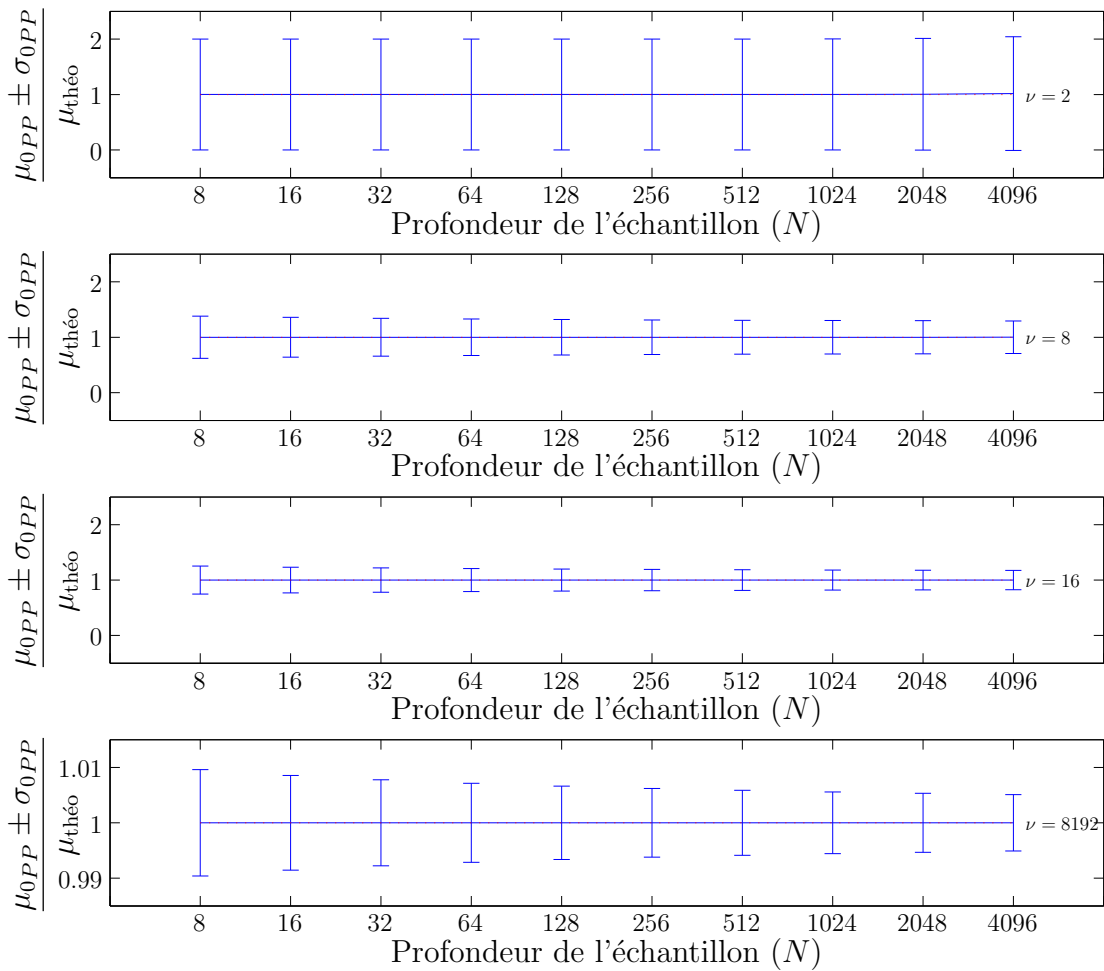 μ₀PP ± σ₀PP
μthéo
2
1
0
ν = 2
8 16 32 64 128 256 512 1024 2048 4096
Profondeur de l'échantillon (N)
μ₀PP ± σ₀PP
μthéo
2
1
0
ν = 8
8 16 32 64 128 256 512 1024 2048 4096
Profondeur de l'échantillon (N)
μ₀PP ± σ₀PP
μthéo
2
1
0
ν = 16
8 16 32 64 128 256 512 1024 2048 4096
Profondeur de l'échantillon (N)
μ₀PP ± σ₀PP
μthéo
1.01
1
0.99
ν = 8192
8 16 32 64 128 256 512 1024 2048 4096
Profondeur de l'échantillon (N)